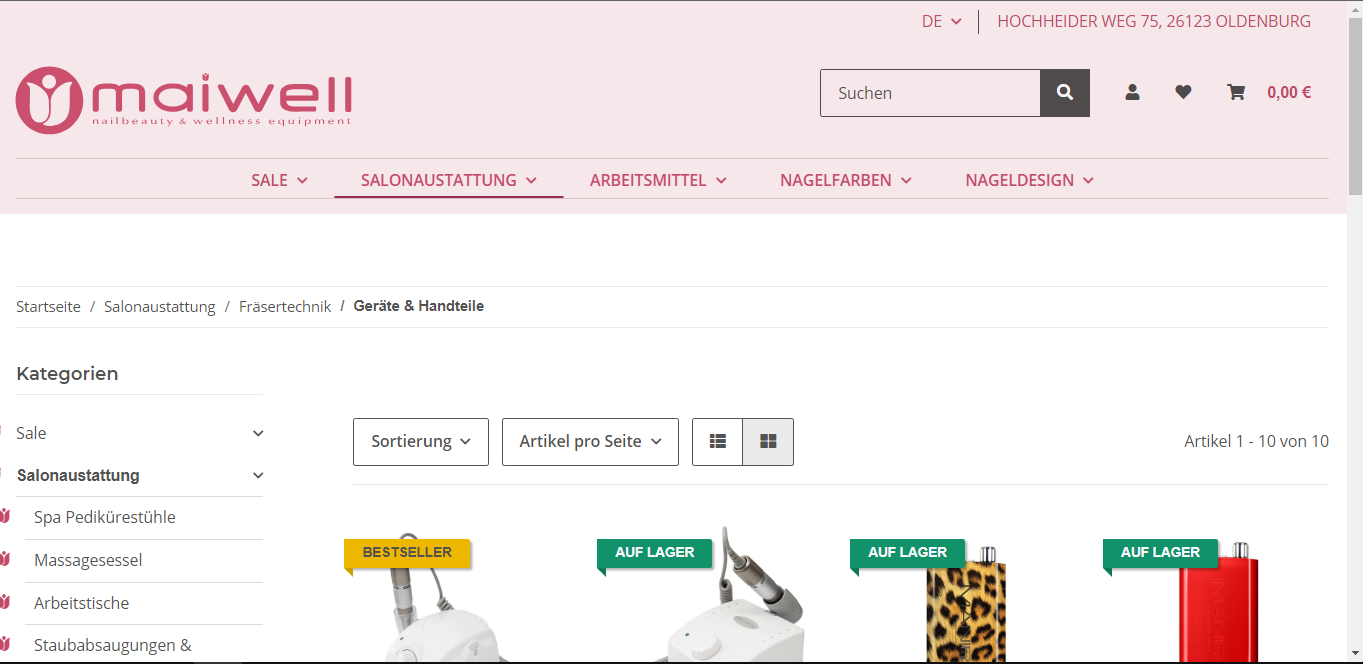 DE
HOCHHEIDER WEG 75, 26123 OLDENBURG
maiwell
nailbeauty & wellness equipment
Suchen
0,00 €
SALE
SALONAUSTATTUNG
ARBEITSMITTEL
NAGELFARBEN
NAGELDESIGN
Startseite / Salonaustattung / Fräsertechnik / Geräte & Handteile
Kategorien
Sale
Salonaustattung
Spa Pedikürestühle
Massagesessel
Arbeitstische
Staubabsaugungen &
Sortierung
Artikel pro Seite
Artikel 1 - 10 von 10
BESTSELLER
AUF LAGER
AUF LAGER
AUF LAGER